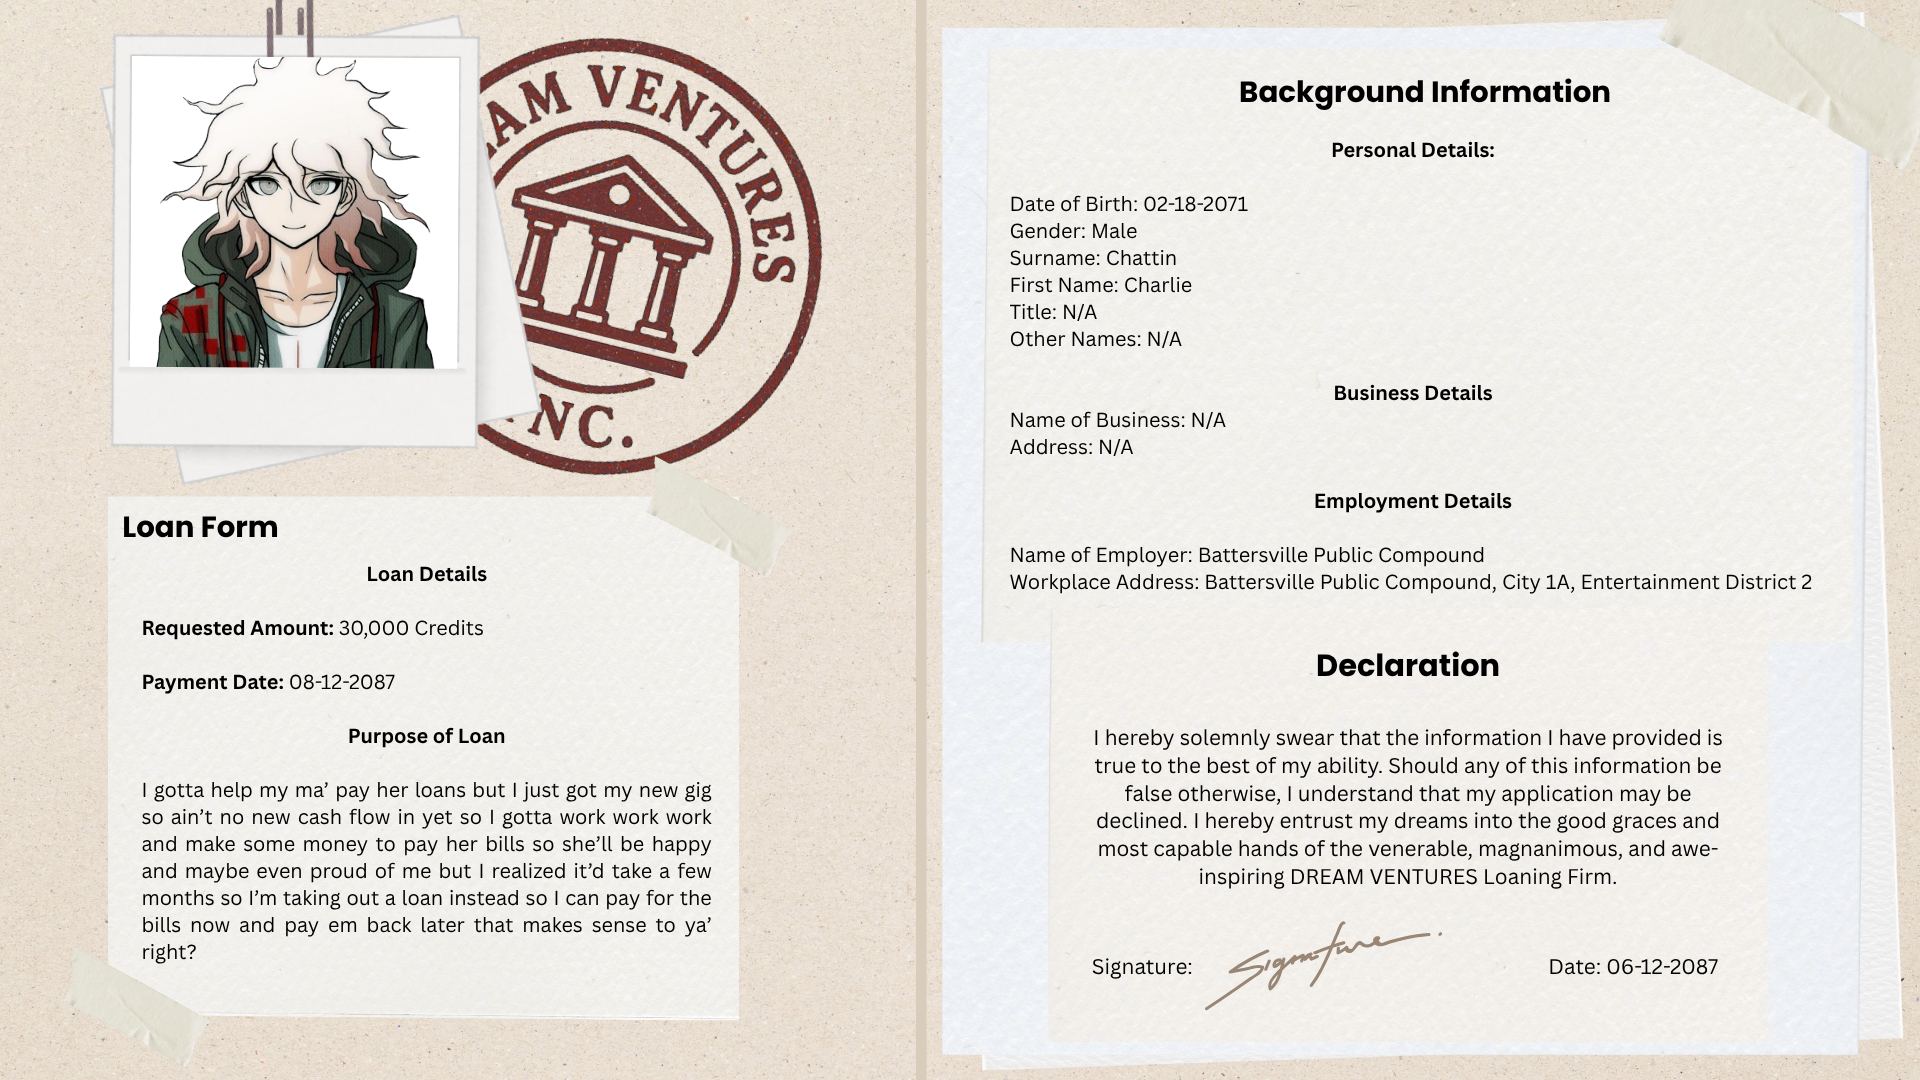 AM VENTURES
NC.
Loan Form
Loan Details
Requested Amount: 30,000 Credits
Payment Date: 08-12-2087
Purpose of Loan
I gotta help my ma’ pay her loans but I just got my new gig
so ain’t no new cash flow in yet so I gotta work work work
and make some money to pay her bills so she’ll be happy
and maybe even proud of me but I realized it’d take a few
months so I’m taking out a loan instead so I can pay for the
bills now and pay em back later that makes sense to ya’
right?
Background Information
Personal Details:
Date of Birth: 02-18-2071
Gender: Male
Surname: Chattin
First Name: Charlie
Title: N/A
Other Names: N/A
Business Details
Name of Business: N/A
Address: N/A
Employment Details
Name of Employer: Battersville Public Compound
Workplace Address: Battersville Public Compound, City 1A, Entertainment District 2
Declaration
I hereby solemnly swear that the information I have provided is
true to the best of my ability. Should any of this information be
false otherwise, I understand that my application may be
declined. I hereby entrust my dreams into the good graces and
most capable hands of the venerable, magnanimous, and awe-
inspiring DREAM VENTURES Loaning Firm.
Signature: Signature.
Date: 06-12-2087